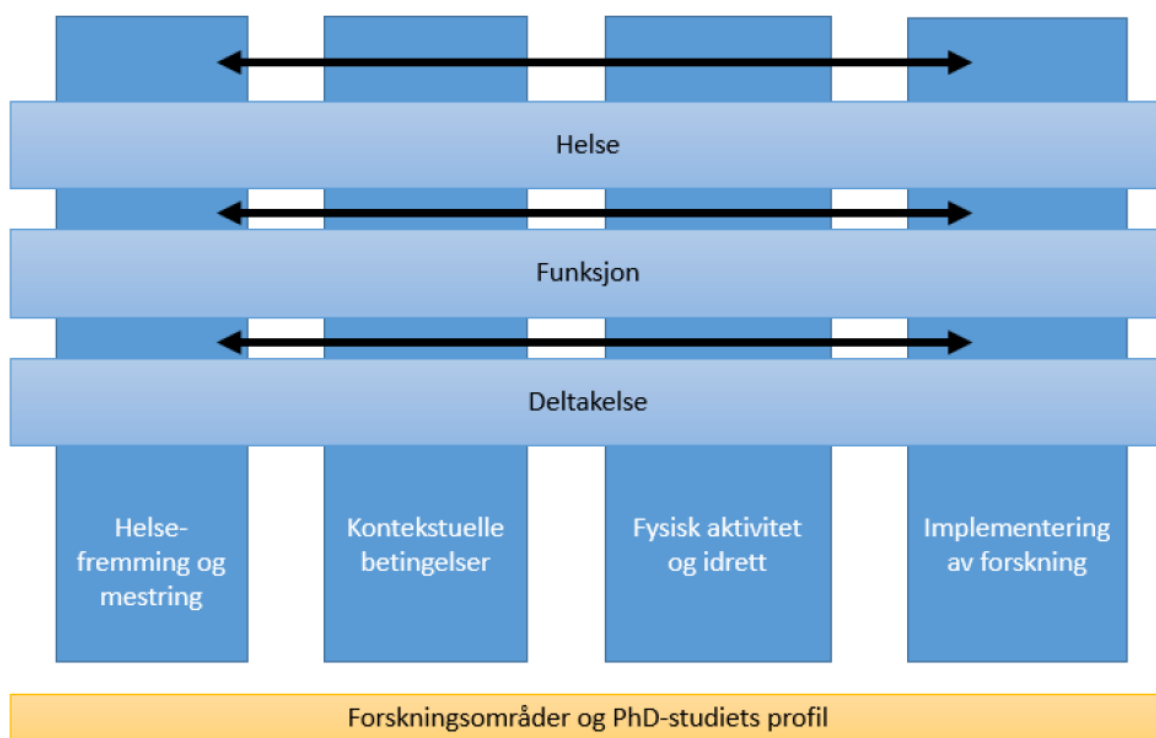 Helse
Funksjon
Deltakelse
Helse-
fremming og
mestring
Kontekstuelle
betingelser
Fysisk aktivitet
og idrett
Implementering
av forskning
Forskningsområder og PhD-studiets profil